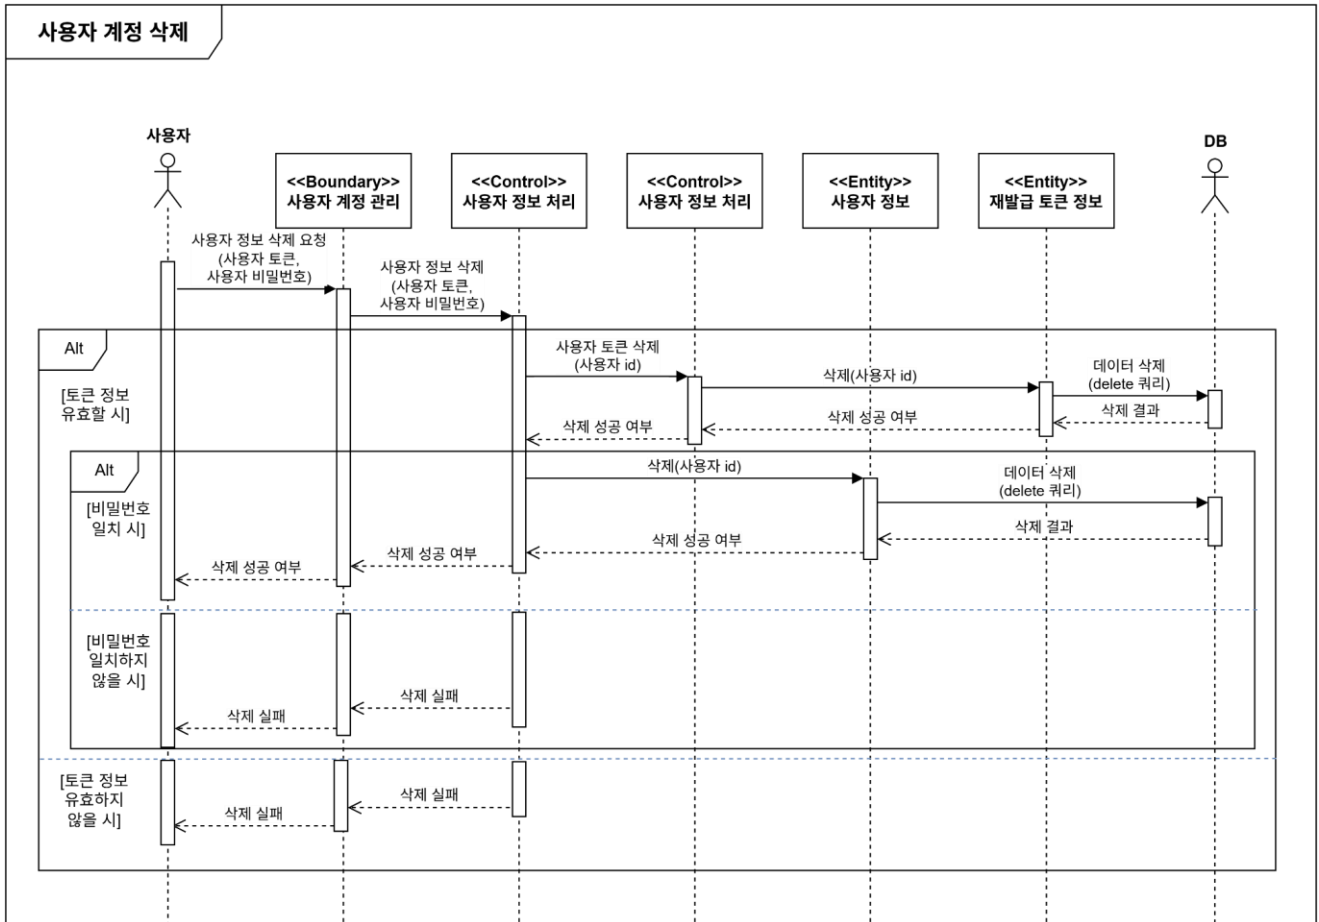 사용자 계정 삭제
사용자
<<Boundary>>
사용자 계정 관리
<<Control>>
사용자 정보 처리
<<Control>>
사용자 정보 처리
<<Entity>>
사용자 정보
<<Entity>>
재발급 토큰 정보
DB
사용자 정보 삭제 요청
(사용자 토큰,
사용자 비밀번호)
사용자 정보 삭제
(사용자 토큰,
사용자 비밀번호)
Alt
[토큰 정보
유효할 시]
사용자 토큰 삭제
(사용자 id)
삭제(사용자 id)
데이터 삭제
(delete 쿼리)
삭제 결과
삭제 성공 여부
삭제 성공 여부
Alt
[비밀번호
일치 시]
삭제(사용자 id)
데이터 삭제
(delete 쿼리)
삭제 결과
삭제 성공 여부
삭제 성공 여부
삭제 성공 여부
[비밀번호
일치하지
않을 시]
삭제 실패
삭제 실패
[토큰 정보
유효하지
않을 시]
삭제 실패
삭제 실패